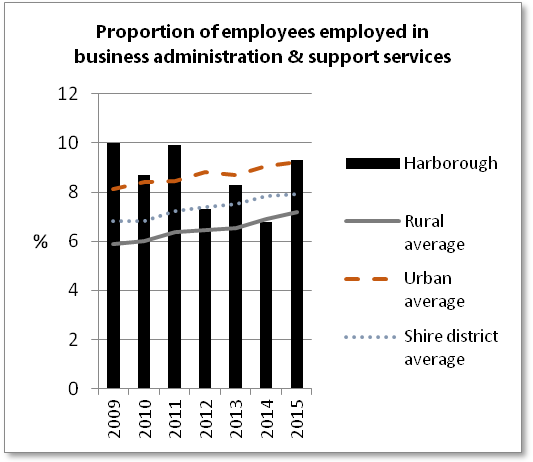 Proportion of employees employed in
business administration & support services
12
10
8
6
4
2
0
%
2009
2010
2011
2012
2013
2014
2015
Harborough
Rural
average
Urban
average
Shire district
average